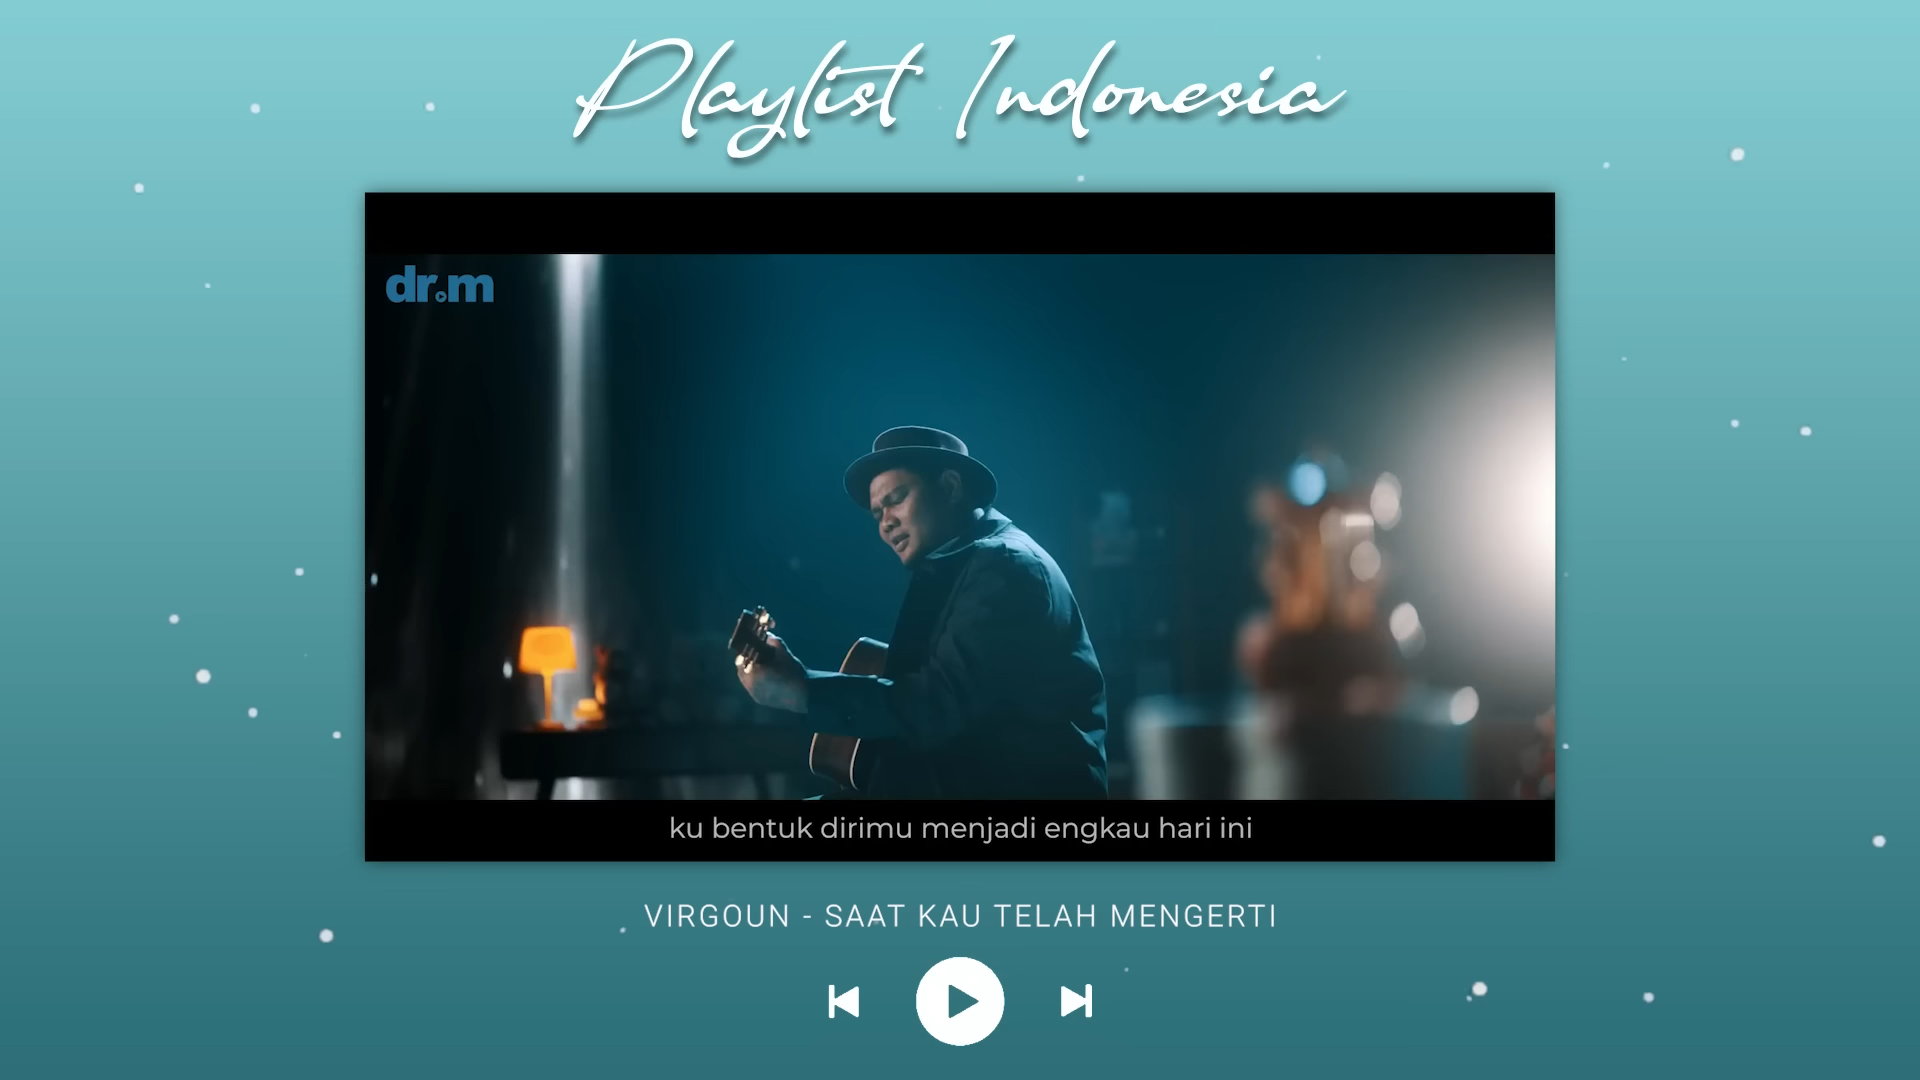 Playlist Indonesia
dr.m
ku bentuk dirimu menjadi engkau hari ini
VIRGOUN - SAAT KAU TELAH MENGERTI